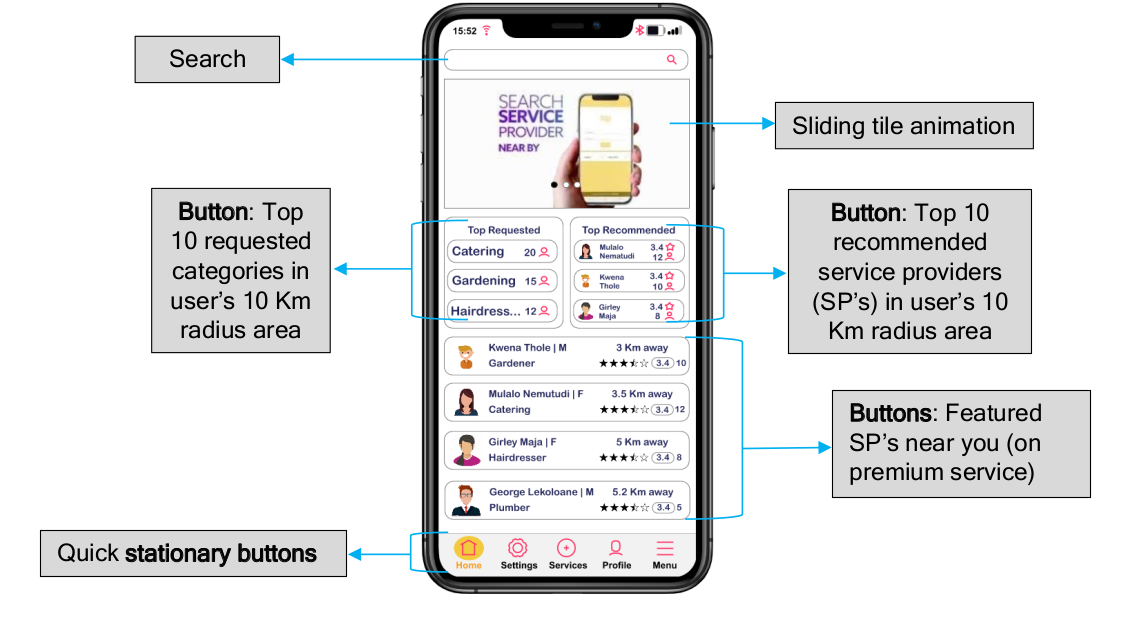 15:52
Search
SEARCH
SERVICE
PROVIDER
NEAR BY
Sliding tile animation
Button: Top
10 requested
categories in
user's 10 Km
radius area
Top Requested
Catering 20
Gardening 15
Hairdress... 12
Top Recommended
Mulalo
Nematudi
3.4
12
Kwena
Thole
3.4
10
Girley
Maja
3.4
8
Button: Top 10
recommended
service providers
(SP's) in user's 10
Km radius area
Kwena Thole | M 3 Km away
Gardener 3.4 10
Mulalo Nemutudi | F 3.5 Km away
Catering 3.4 12
Girley Maja | F 5 Km away
Hairdresser 3.4 8
George Lekoloane | M 5.2 Km away
Plumber 3.4 5
Buttons: Featured
SP's near you (on
premium service)
Quick stationary buttons
Home Settings Services Profile Menu